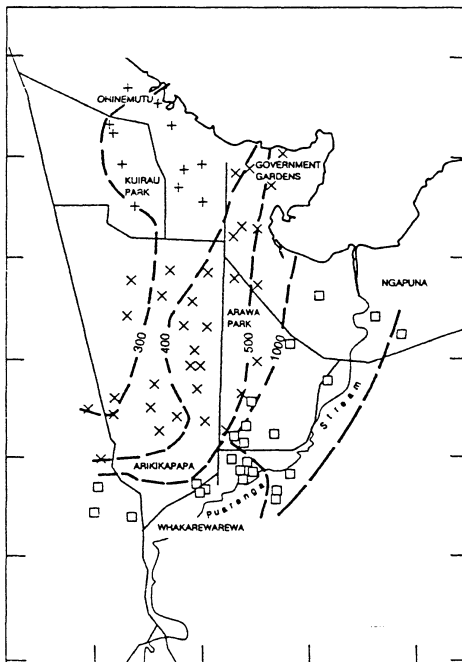 OHINEMUTU
KUIRAU
PARK
GOVERNMENT
GARDENS
NGAPUNA
ARAWA
PARK
300
400
500
1000
Stream
ARIKIKAPAPA
Puarenga
WHAKAREWAREWA